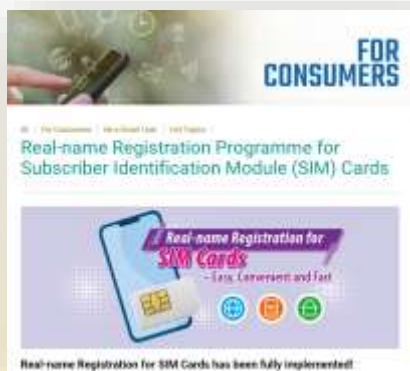 FOR
CONSUMERS
Real-name Registration Programme for
Subscriber Identification Module (SIM) Cards
Real-name Registration for
SIM Cards
- Easy, Convenient and Fast
Real-name Registration for SIM Cards has been fully implemented!